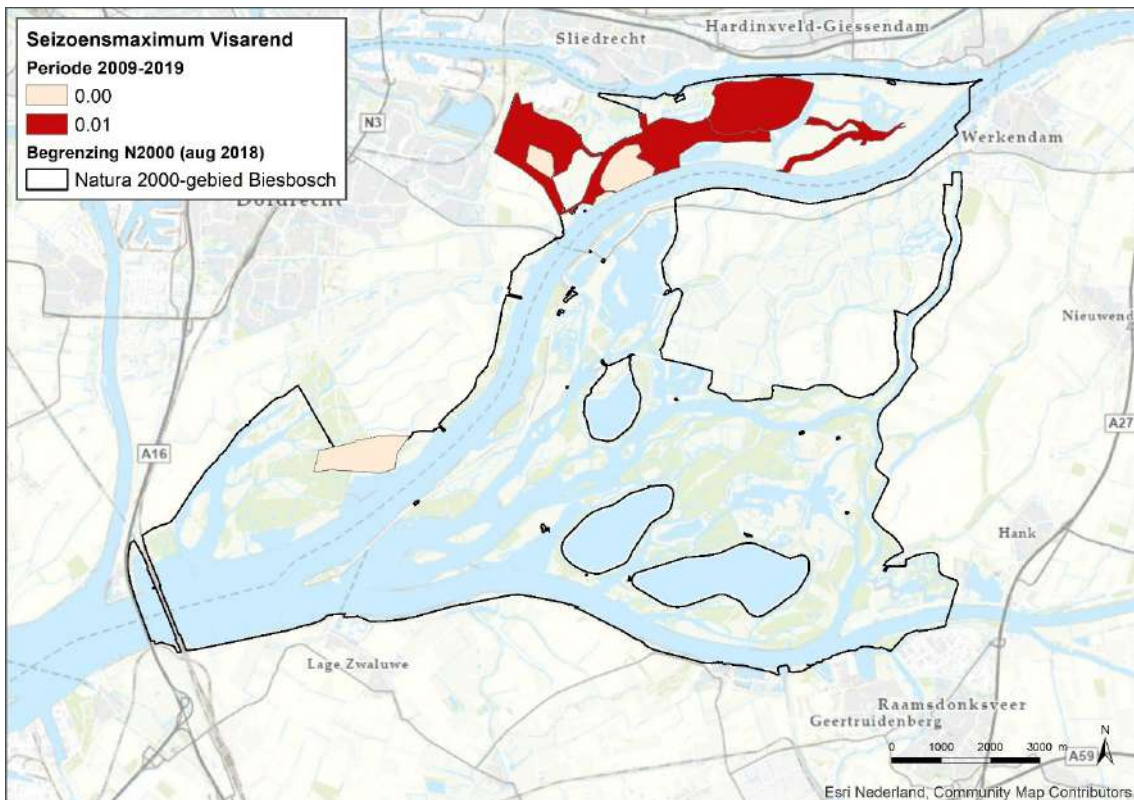 Seizoensmaximum Visarend
Periode 2009-2019
0.00
0.01
Begrenzing N2000 (aug 2018)
Natura 2000-gebied Biesbosch
Hardinxveld-Giessendam
Sliedrecht
N3
Werkendam
Dordrecht
Nieuwend
A27
A16
Hank
Lage Zwaluwe
Raamsdonksveer
Geertruidenberg
N
0 1000 2000 3000 m
A59
Esri Nederland, Community Map Contributors